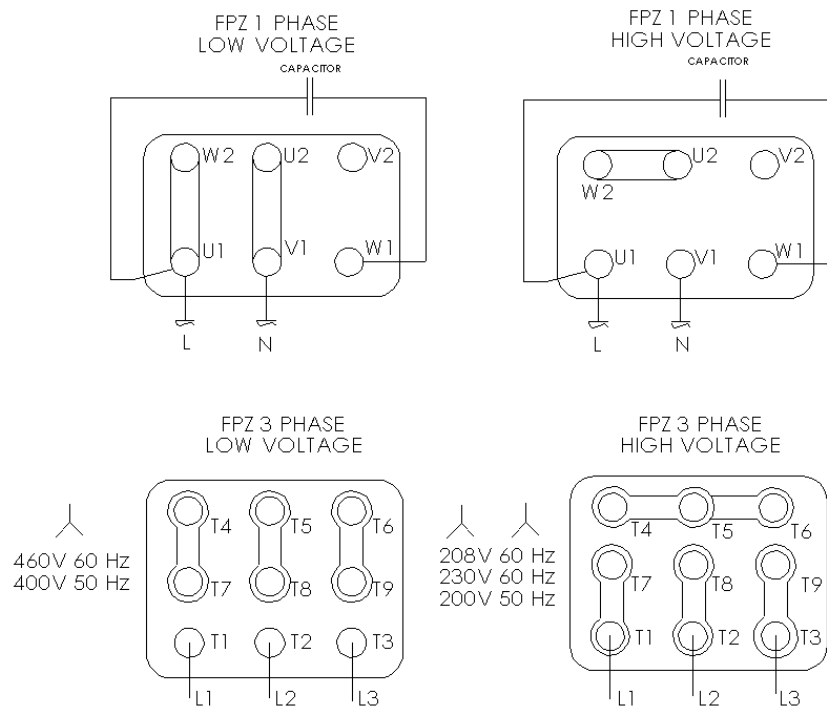 FPZ 1 PHASE
LOW VOLTAGE
CAPACITOR
W2 U2 V2
U1 V1 W1
L N
FPZ 1 PHASE
HIGH VOLTAGE
CAPACITOR
W2 U2 V2
U1 V1 W1
L N
FPZ 3 PHASE
LOW VOLTAGE
460V 60 Hz
400V 50 Hz
T4 T5 T6
T7 T8 T9
T1 T2 T3
L1 L2 L3
FPZ 3 PHASE
HIGH VOLTAGE
208V 60 Hz
230V 60 Hz
200V 50 Hz
T4 T5 T6
T7 T8 T9
T1 T2 T3
L1 L2 L3